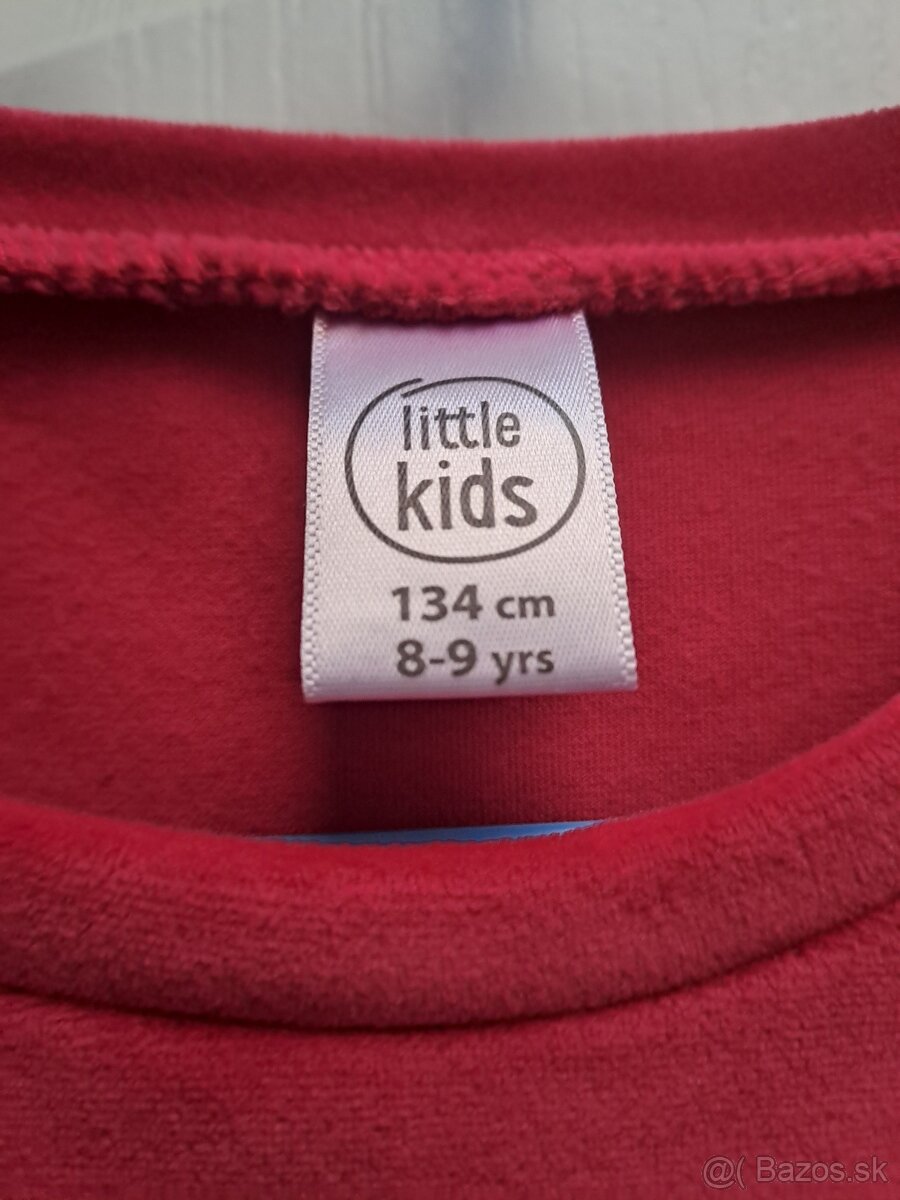 little
kids
134 cm
8-9 yrs
@( Bazos.sk